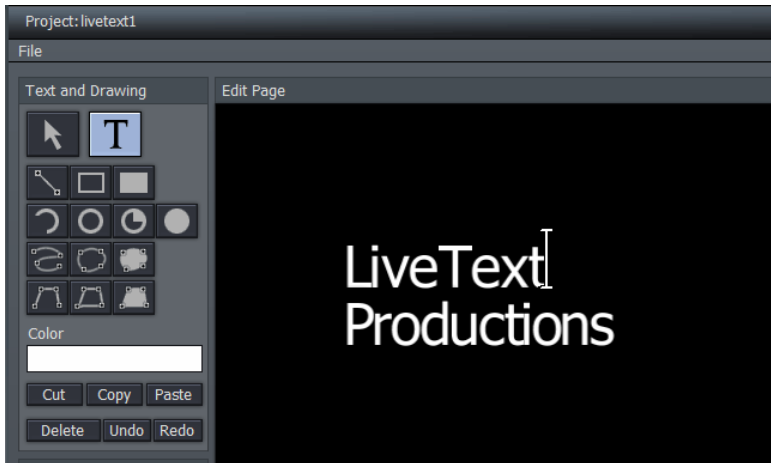 Project:livetext1
File
Text and Drawing
Edit Page
T
LiveText
Productions
Color
Cut Copy Paste
Delete Undo Redo